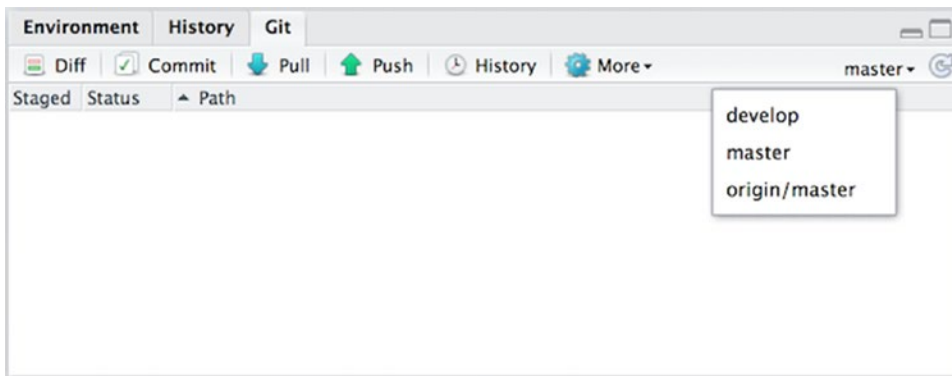 Environment History Git
Diff Commit Pull Push History More master
Staged Status Path
develop
master
origin/master